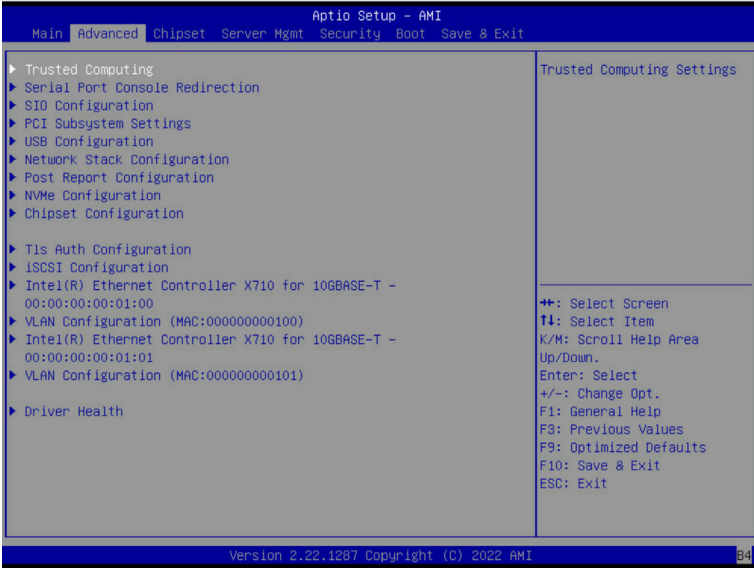 Aptio Setup – AMI
Main Advanced Chipset Server Mgmt Security Boot Save & Exit
Trusted Computing
Serial Port Console Redirection
SIO Configuration
PCI Subsystem Settings
USB Configuration
Network Stack Configuration
Post Report Configuration
NVMe Configuration
Chipset Configuration
Tls Auth Configuration
iSCSI Configuration
Intel(R) Ethernet Controller X710 for 10GBASE-T –
00:00:00:00:01:00
VLAN Configuration (MAC:000000000100)
Intel(R) Ethernet Controller X710 for 10GBASE-T –
00:00:00:00:01:01
VLAN Configuration (MAC:000000000101)
Driver Health
Trusted Computing Settings
→←: Select Screen
↑↓: Select Item
K/M: Scroll Help Area
Up/Down.
Enter: Select
+/-: Change Opt.
F1: General Help
F3: Previous Values
F9: Optimized Defaults
F10: Save & Exit
ESC: Exit
Version 2.22.1287 Copyright (C) 2022 AMI
B4